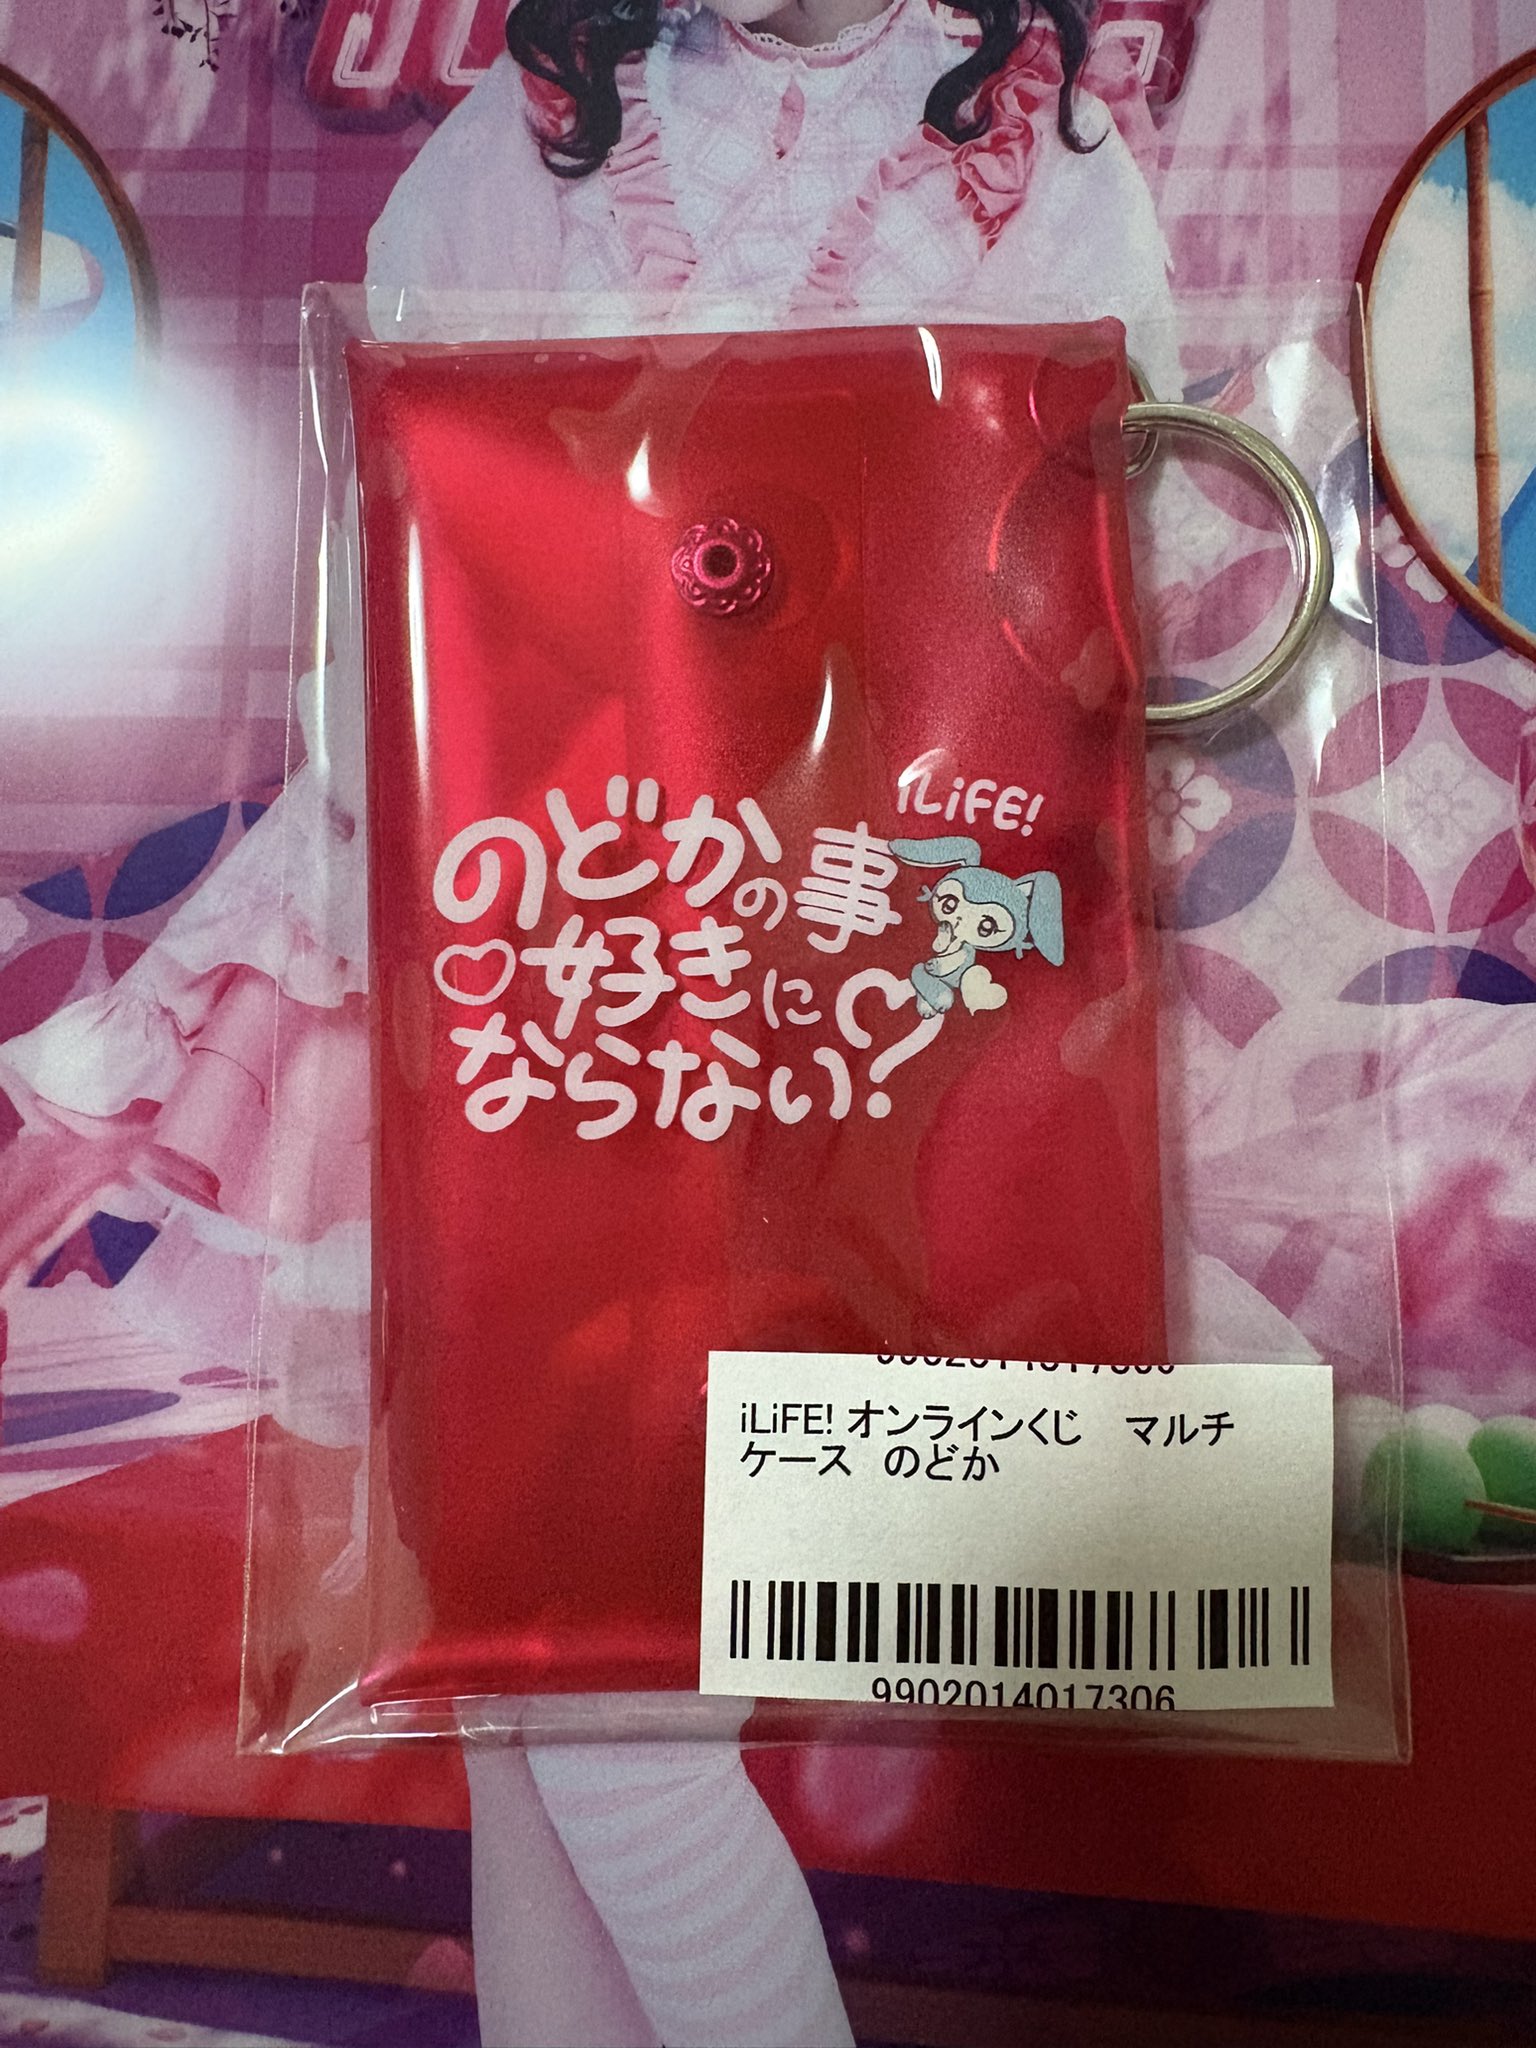 iLiFE!
のどかの事
好きに
ならない?
iLiFE! オンラインくじ　マルチ
ケース　のどか
9902014017306